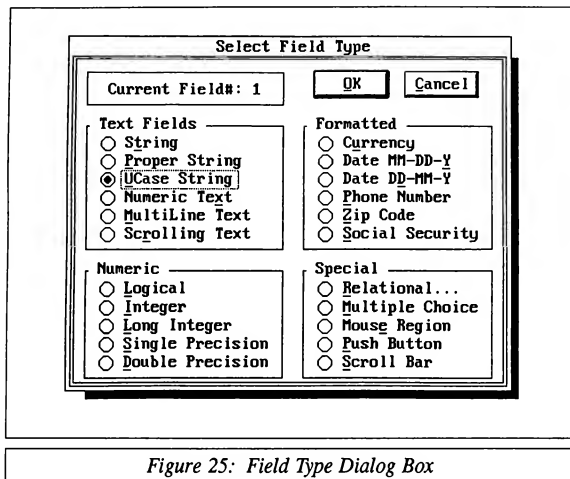 Select Field Type
Current Field#: 1
OK
Cancel
Text Fields
String
Proper String
UCase String
Numeric Text
MultiLine Text
Scrolling Text
Formatted
Currency
Date MM-DD-Y
Date DD-MM-Y
Phone Number
Zip Code
Social Security
Numeric
Logical
Integer
Long Integer
Single Precision
Double Precision
Special
Relational...
Multiple Choice
Mouse Region
Push Button
Scroll Bar
Figure 25: Field Type Dialog Box